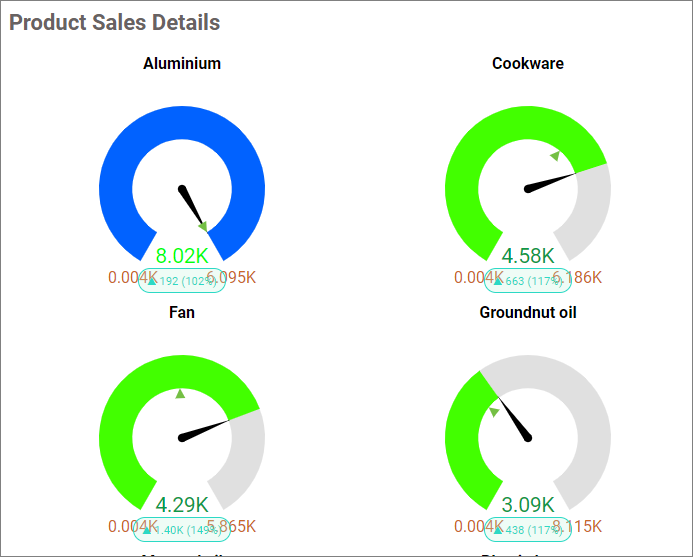 Product Sales Details
Aluminium
Cookware
8.02K
4.58K
0.004K 6.095K
0.004K 6.186K
▲ 192 (102%)
▲ 663 (117%)
Fan
Groundnut oil
4.29K
3.09K
0.004K 5.865K
0.004K 8.115K
▲ 1.40K (149%)
▲ 438 (117%)